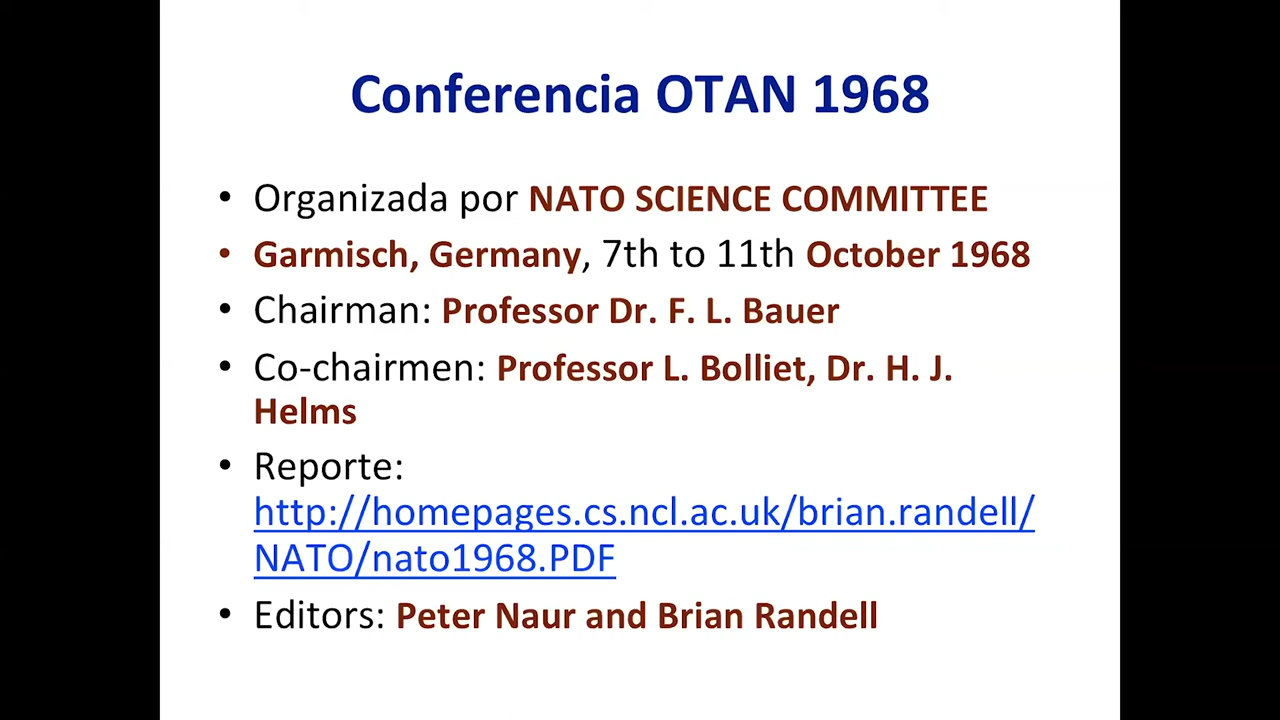 Conferencia OTAN 1968
• Organizada por NATO SCIENCE COMMITTEE
• Garmisch, Germany, 7th to 11th October 1968
• Chairman: Professor Dr. F. L. Bauer
• Co-chairmen: Professor L. Bolliet, Dr. H. J.
Helms
• Reporte:
http://homepages.cs.ncl.ac.uk/brian.randell/
NATO/nato1968.PDF
• Editors: Peter Naur and Brian Randell